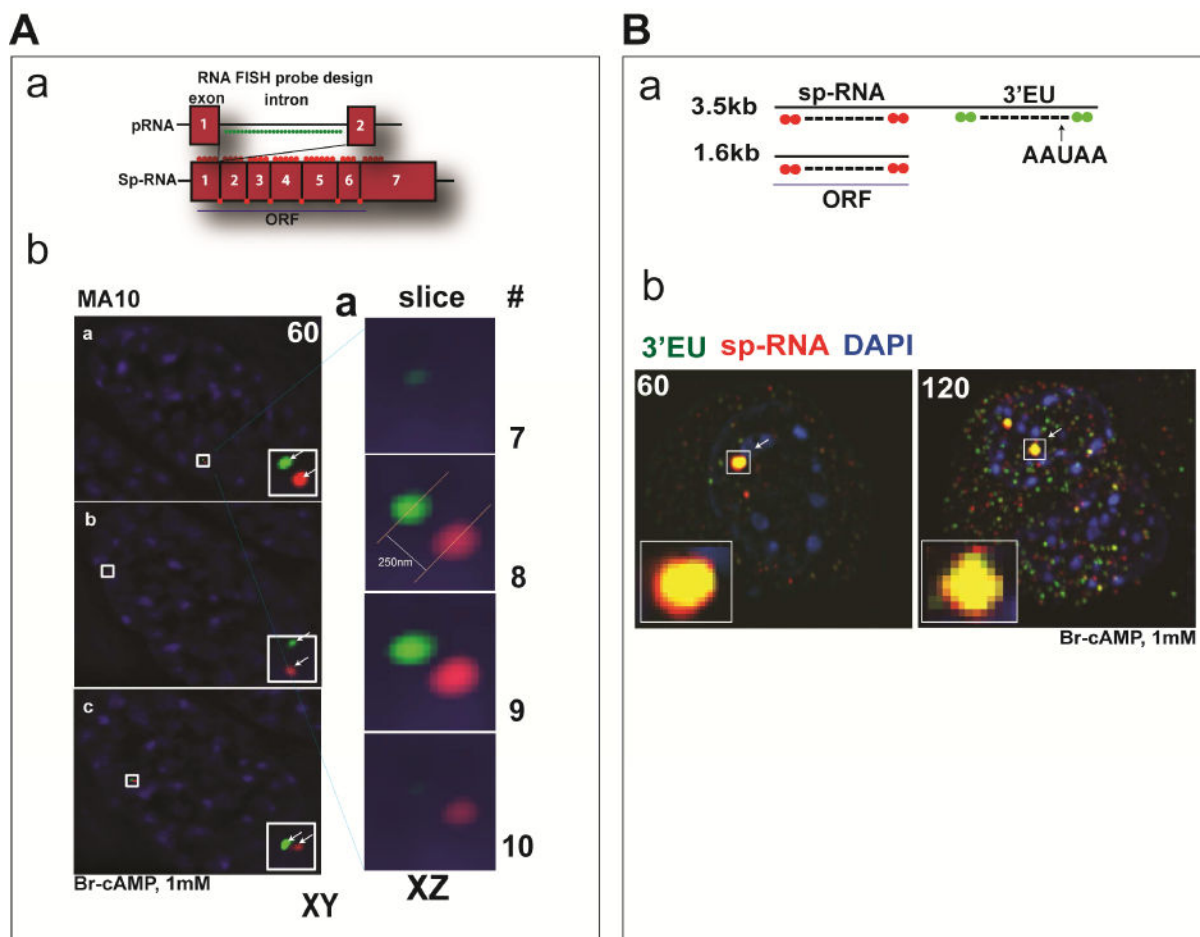 A
a
RNA FISH probe design
exon intron
pRNA 1 2
Sp-RNA 1 2 3 4 5 6 7
ORF
b
MA10
a 60
b
c
Br-cAMP, 1mM
XY
a slice #
7
250nm
8
9
10
XZ
B
a
sp-RNA 3'EU
3.5kb
AAUAA
1.6kb
ORF
b
3'EU sp-RNA DAPI
60 120
Br-cAMP, 1mM